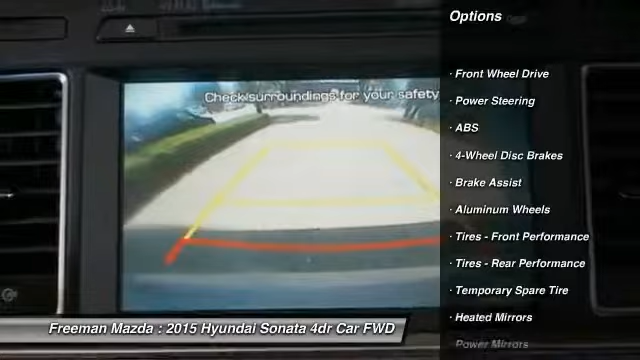 Options
Check surroundings for your safety
· Front Wheel Drive
· Power Steering
· ABS
· 4-Wheel Disc Brakes
· Brake Assist
· Aluminum Wheels
· Tires - Front Performance
· Tires - Rear Performance
· Temporary Spare Tire
· Heated Mirrors
· Power Mirrors
Freeman Mazda : 2015 Hyundai Sonata 4dr Car FWD